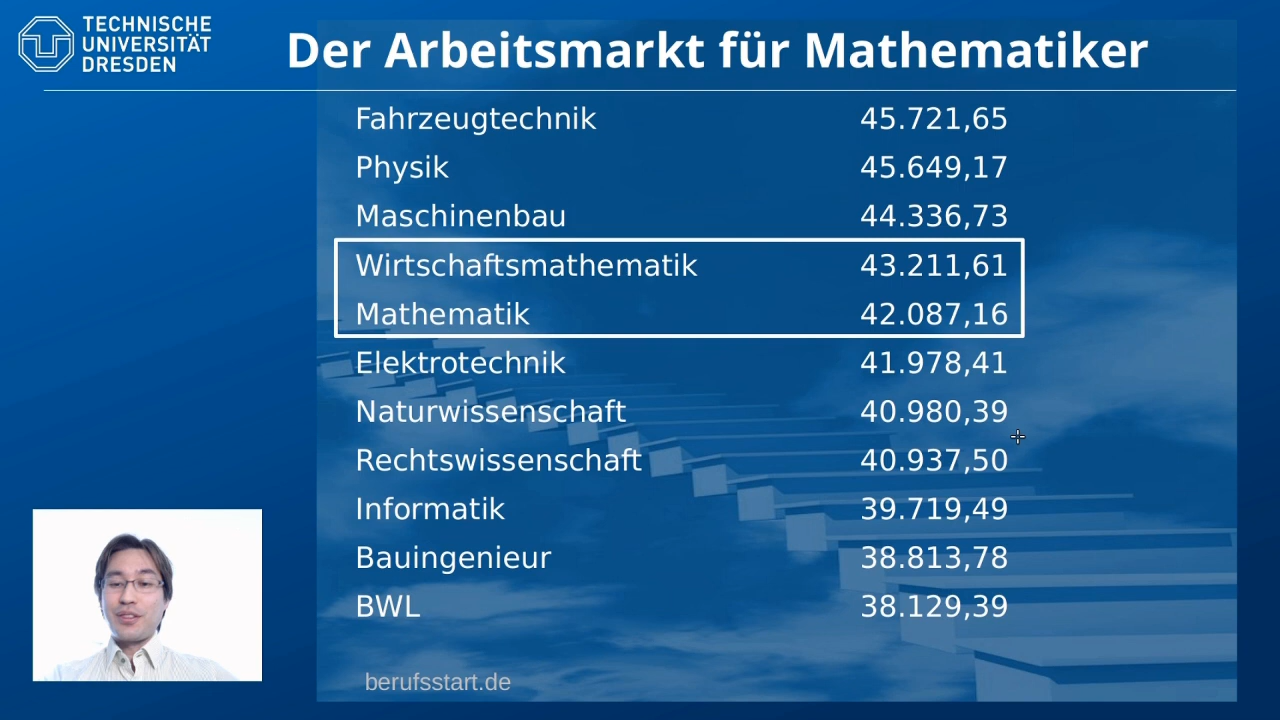 TECHNISCHE
UNIVERSITÄT
DRESDEN
Der Arbeitsmarkt für Mathematiker
Fahrzeugtechnik 45.721,65
Physik 45.649,17
Maschinenbau 44.336,73
Wirtschaftsmathematik 43.211,61
Mathematik 42.087,16
Elektrotechnik 41.978,41
Naturwissenschaft 40.980,39
Rechtswissenschaft 40.937,50
Informatik 39.719,49
Bauingenieur 38.813,78
BWL 38.129,39
berufsstart.de